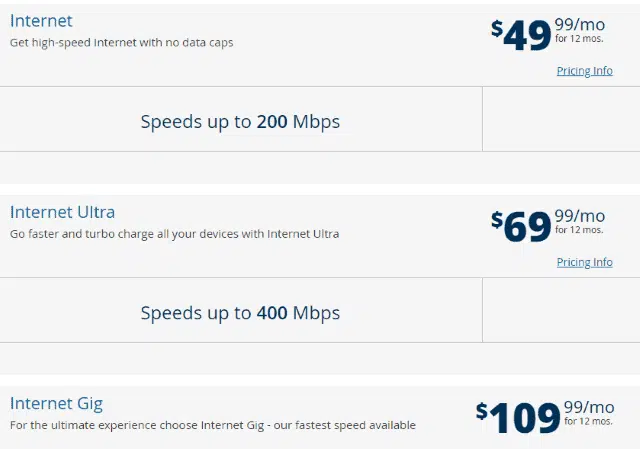 Internet
$49 99/mo
for 12 mos.
Get high-speed Internet with no data caps
Pricing Info
Speeds up to 200 Mbps
Internet Ultra
$69 99/mo
for 12 mos.
Go faster and turbo charge all your devices with Internet Ultra
Pricing Info
Speeds up to 400 Mbps
Internet Gig
$109 99/mo
for 12 mos.
For the ultimate experience choose Internet Gig - our fastest speed available